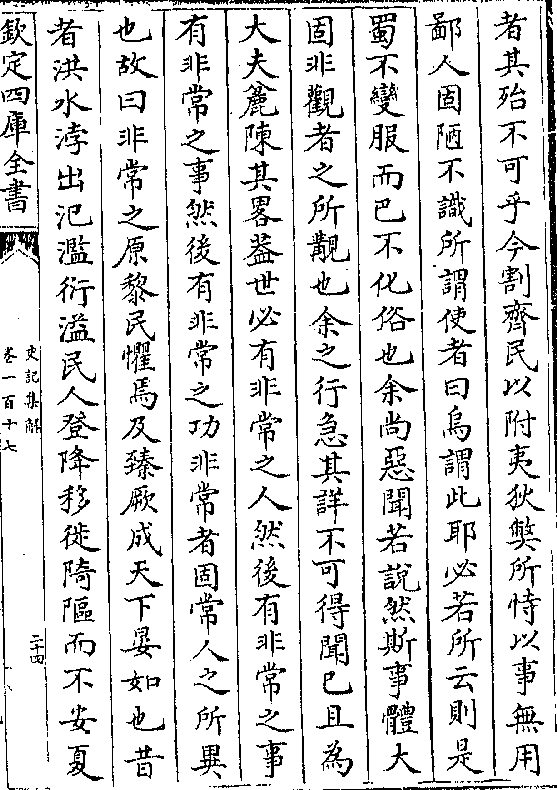 者其殆不可乎今割齊民以附夷狄獘所恃以事無用
鄙人固陋不識所謂使者曰烏謂此耶必若所云則是
蜀不變服而巴不化俗也余尚惡聞若說然斯事體大
固非觀者之所覯也余之行急其詳不可得聞已且為
大夫麄陳其畧葢世必有非常之人然後有非常之事
有非常之事然後有非常之功非常者固常人之所異
也故曰非常之原黎民懼焉及臻厥成天下晏如也昔
者洪水浡出氾濫衍溢民人登降移徙陭䧢而不安夏
欽定四庫全書
史記集解
卷一百十七
二十四